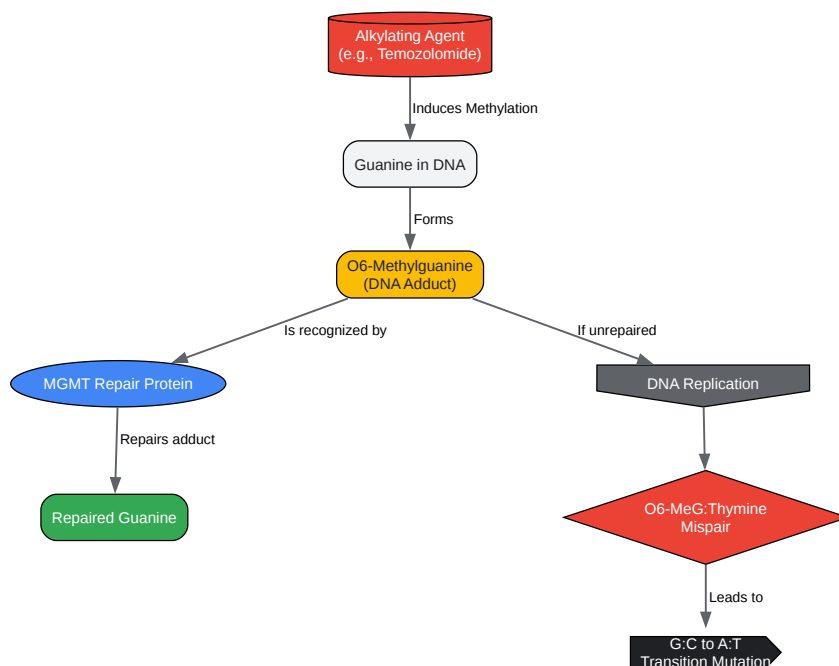 Alkylating Agent
(e.g., Temozolomide)
Induces Methylation
Guanine in DNA
Forms
O6-Methylguanine
(DNA Adduct)
Is recognized by
If unrepaired
MGMT Repair Protein
DNA Replication
Repairs adduct
Repaired Guanine
O6-MeG:Thymine
Mispair
Leads to
G:C to A:T
Transition Mutation